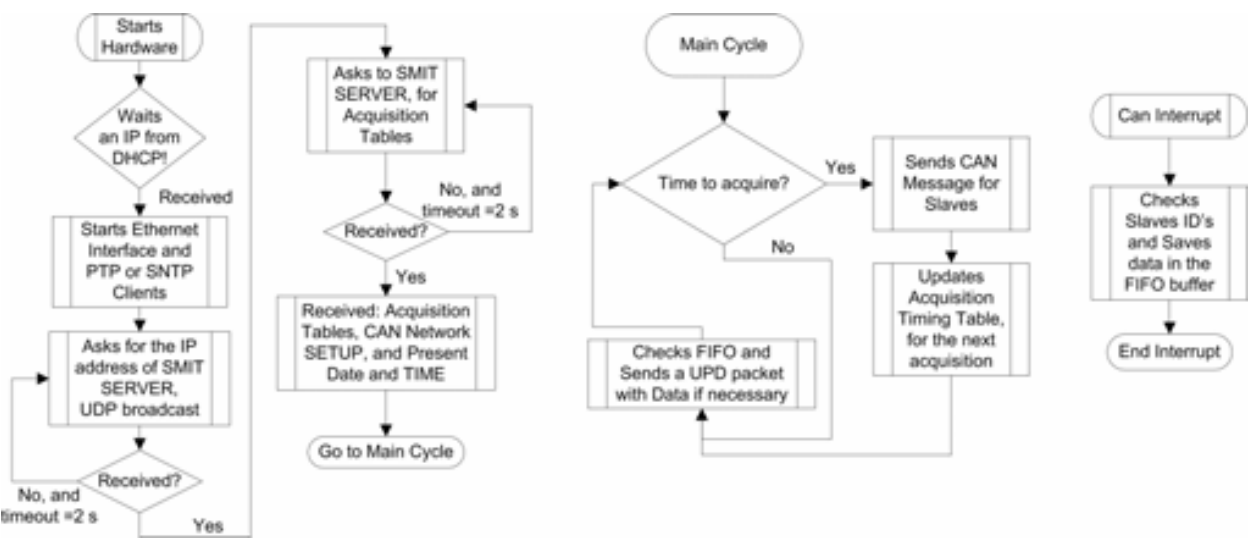 Starts
Hardware
Waits
an IP from
DHCP!
Received
Starts Ethernet
Interface and
PTP or SNTP
Clients
Asks for the IP
address of SMIT
SERVER,
UDP broadcast
Received?
No, and
timeout =2 s
Yes
Asks to SMIT
SERVER, for
Acquisition
Tables
No, and
timeout =2 s
Received?
Yes
Received: Acquisition
Tables, CAN Network
SETUP, and Present
Date and TIME
Go to Main Cycle
Main Cycle
Time to acquire?
Yes
No
Sends CAN
Message for
Slaves
Updates
Acquisition
Timing Table,
for the next
acquisition
Checks FIFO and
Sends a UPD packet
with Data if necessary
Can Interrupt
Checks
Slaves ID's
and Saves
data in the
FIFO buffer
End Interrupt